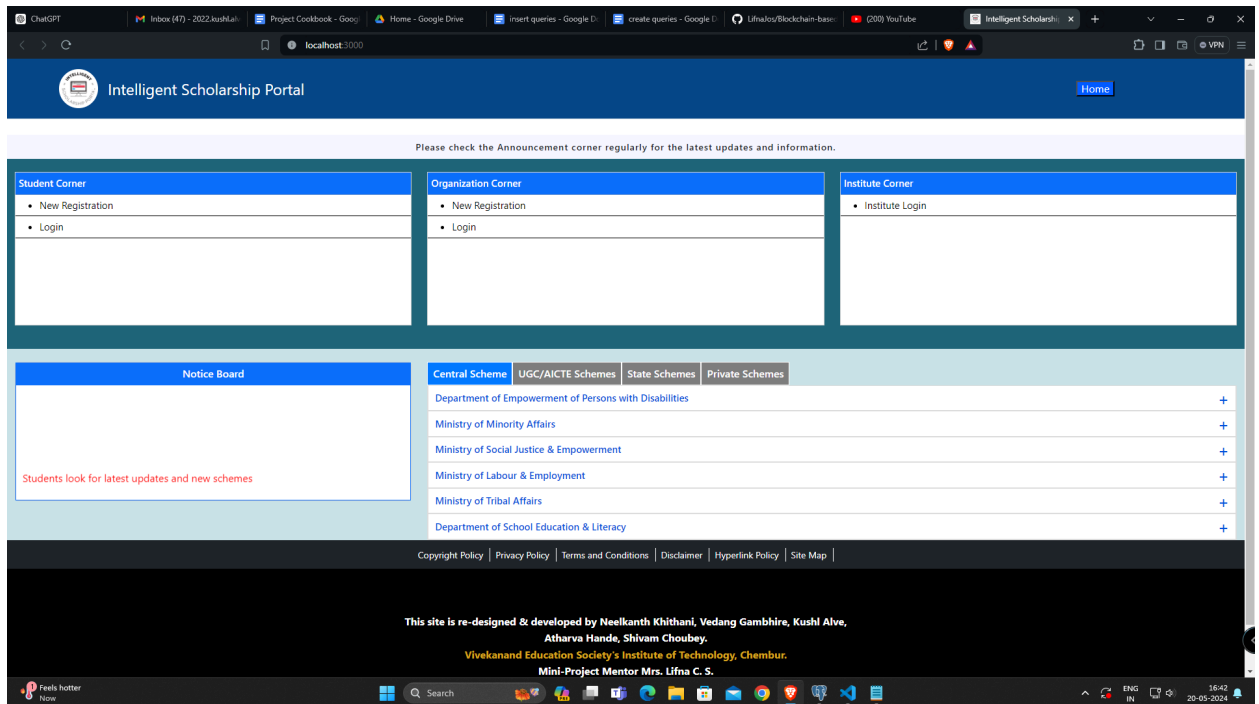 ChatGPT
Inbox (47) - 2022.kushl.alv
Project Cookbook - Googl
Home - Google Drive
insert queries - Google Do
create queries - Google D
LifnaJos/Blockchain-base
(200) YouTube
Intelligent Scholarshi
localhost:3000
VPN
Intelligent Scholarship Portal
Home
Please check the Announcement corner regularly for the latest updates and information.
Student Corner
New Registration
Login
Organization Corner
New Registration
Login
Institute Corner
Institute Login
Notice Board
Students look for latest updates and new schemes
Central Scheme UGC/AICTE Schemes State Schemes Private Schemes
Department of Empowerment of Persons with Disabilities +
Ministry of Minority Affairs +
Ministry of Social Justice & Empowerment +
Ministry of Labour & Employment +
Ministry of Tribal Affairs +
Department of School Education & Literacy +
Copyright Policy | Privacy Policy | Terms and Conditions | Disclaimer | Hyperlink Policy | Site Map |
This site is re-designed & developed by Neelkanth Khithani, Vedang Gambhire, Kushl Alve,
Atharva Hande, Shivam Choubey.
Vivekanand Education Society's Institute of Technology, Chembur.
Mini-Project Mentor Mrs. Lifna C. S.
Feels hotter
Now
Search
ENG
IN
16:42
20-05-2024